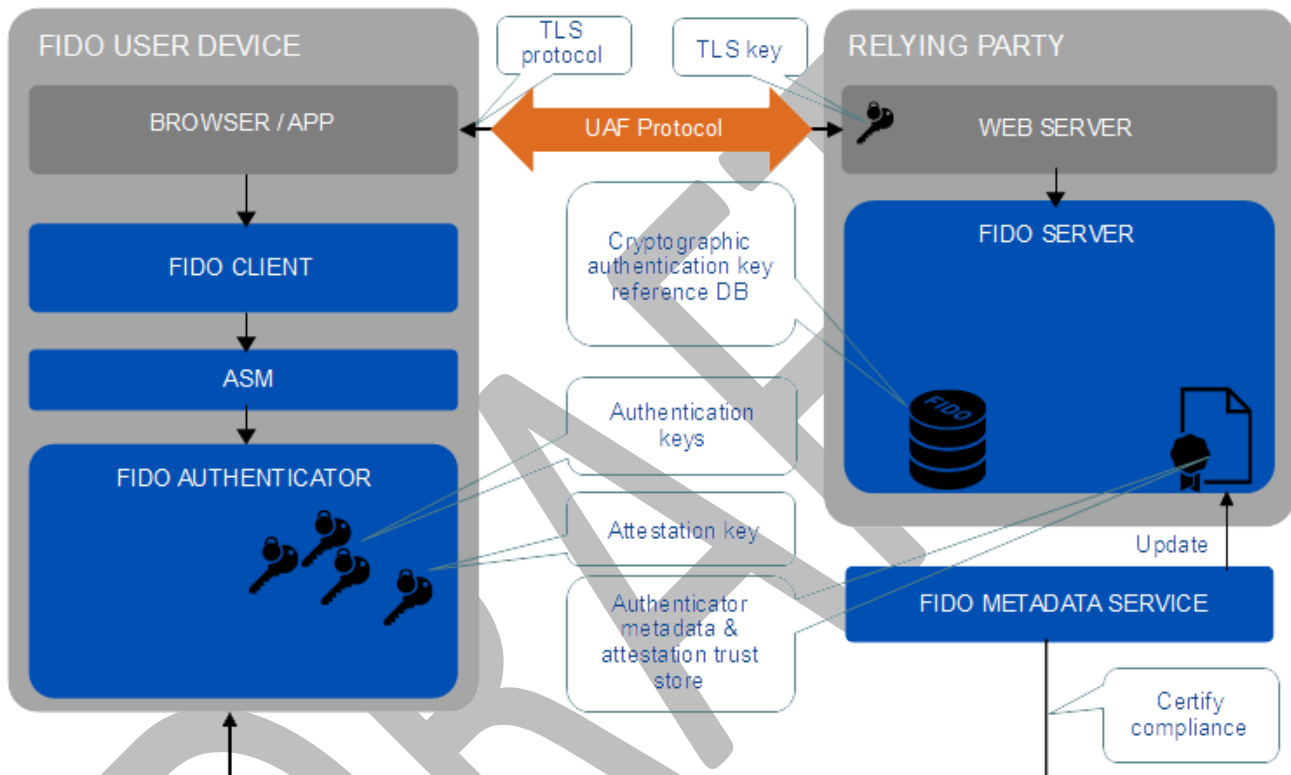 FIDO USER DEVICE
TLS
protocol
TLS key
RELYING PARTY
BROWSER / APP
UAF Protocol
WEB SERVER
FIDO CLIENT
Cryptographic
authentication key
reference DB
FIDO SERVER
ASM
FIDO
Authentication
keys
FIDO AUTHENTICATOR
Attestation key
Update
Authenticator
metadata &
attestation trust
store
FIDO METADATA SERVICE
Certify
compliance
DRAFT